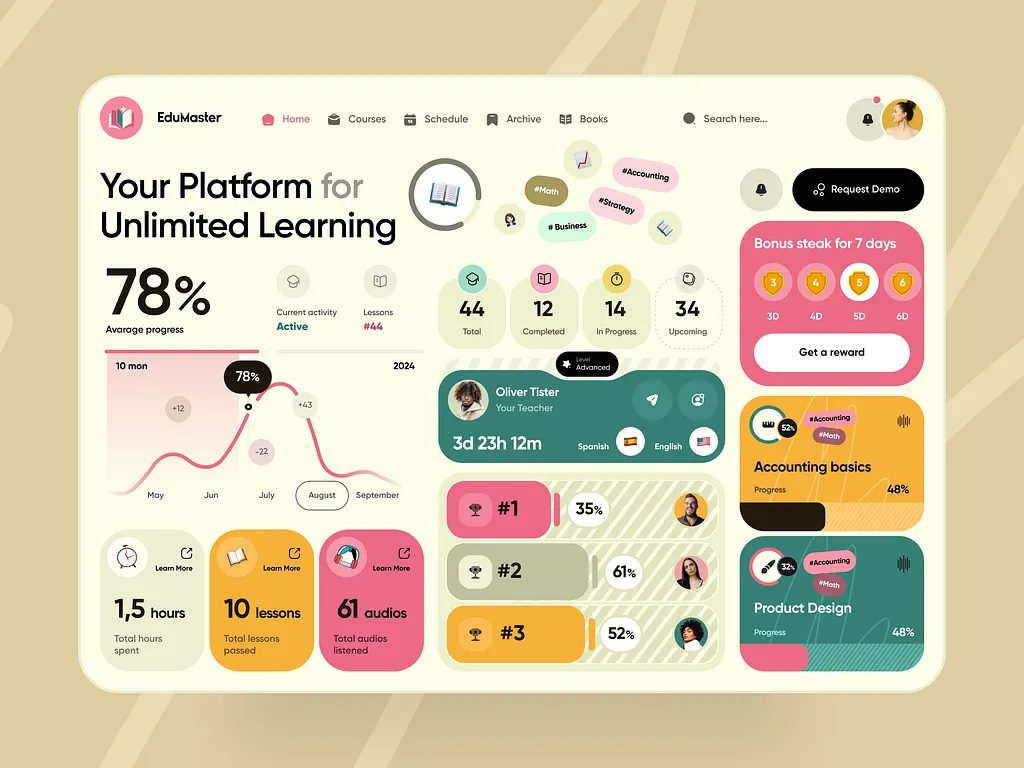 EduMaster
Home
Courses
Schedule
Archive
Books
Search here...
Your Platform for
Unlimited Learning
#Math
#Accounting
#Strategy
# Business
Request Demo
78%
Avarage progress
Current activity
Active
Lessons
#44
10 mon
2024
78%
+12
+43
-22
May
Jun
July
August
September
44
Total
12
Completed
14
In Progress
34
Upcoming
Level
Advanced
Oliver Tister
Your Teacher
3d 23h 12m
Spanish
English
#1
35%
#2
61%
#3
52%
Learn More
1,5 hours
Total hours
spent
Learn More
10 lessons
Total lessons
passed
Learn More
61 audios
Total audios
listened
Bonus steak for 7 days
3
4
5
6
3D
4D
5D
6D
Get a reward
52%
#Accounting
#Math
Accounting basics
Progress
48%
32%
#Accounting
#Math
Product Design
Progress
48%